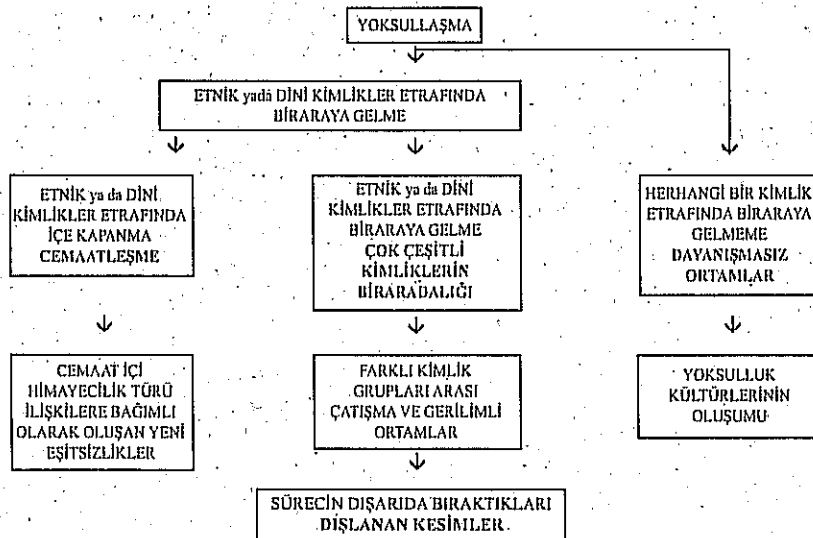 YOKSULLAŞMA
ETNİK yada DİNİ KİMLİKLER ETRAFINDA
BİRARAYA GELME
ETNİK ya da DİNİ
KİMLİKLER ETRAFINDA
İÇE KAPANMA
CEMAATLEŞME
ETNİK ya da DİNİ
KİMLİKLER ETRAFINDA
BİRARAYA GELME
ÇOK ÇEŞİTLİ
KİMLİKLERİN
BİRARADALIĞI
HERHANGİ BİR KİMLİK
ETRAFINDA BİRARAYA
GELMEME
DAYANIŞMASIZ
ORTAMLAR
CEMAAT İÇİ
HİMAYECİLİK TÜRÜ
İLİŞKİLERE BAĞIMLI
OLARAK OLUŞAN YENİ
EŞİTSİZLİKLER
FARKLI KİMLİK
GRUPLARI ARASI
ÇATIŞMA VE GERİLİMLİ
ORTAMLAR
YOKSULLUK
KÜLTÜRLERİNİN
OLUŞUMU
SÜRECİN DIŞARIDA BIRAKTIKLARI
DIŞLANAN KESİMLER